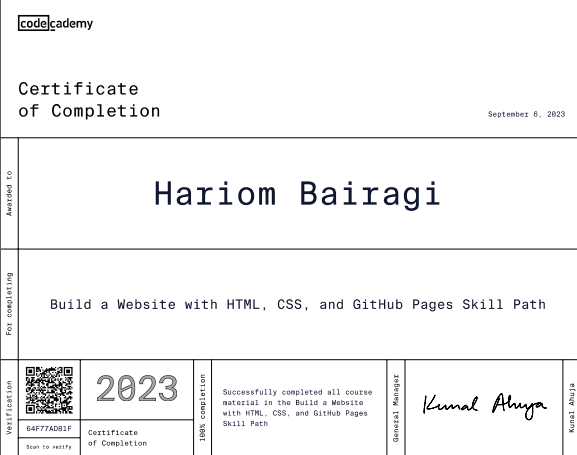 codecademy
Certificate
of Completion
September 6, 2023
Awarded to
Hariom Bairagi
For completing
Build a Website with HTML, CSS, and GitHub Pages Skill Path
Verification
64F77AD81F
Scan to verify
2023
Certificate
of Completion
100% completion
Successfully completed all course
material in the Build a Website
with HTML, CSS, and GitHub Pages
Skill Path
General Manager
Kunal Ahuja
Kunal Ahuja